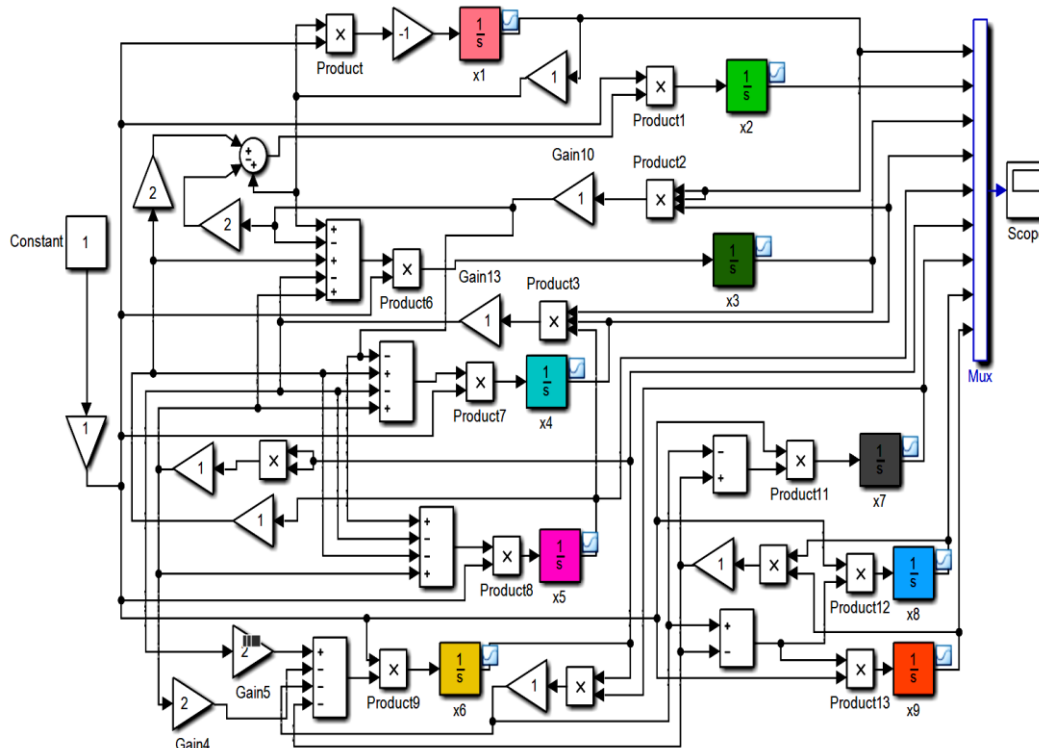 Product
-1
1
s
x1
1
Product1
1
s
x2
+
−
+
2
Gain10
1
Product2
2
Constant
1
+
−
+
−
+
Product6
Gain13
1
s
x3
Scope
1
Product3
−
+
−
+
Product7
1
s
x4
Mux
1
1
−
+
Product11
1
s
x7
1
+
−
−
+
Product8
1
s
x5
1
Product12
1
s
x8
2
Gain5
+
−
−
−
Product9
1
s
x6
1
+
−
Product13
1
s
x9
2
Gain4